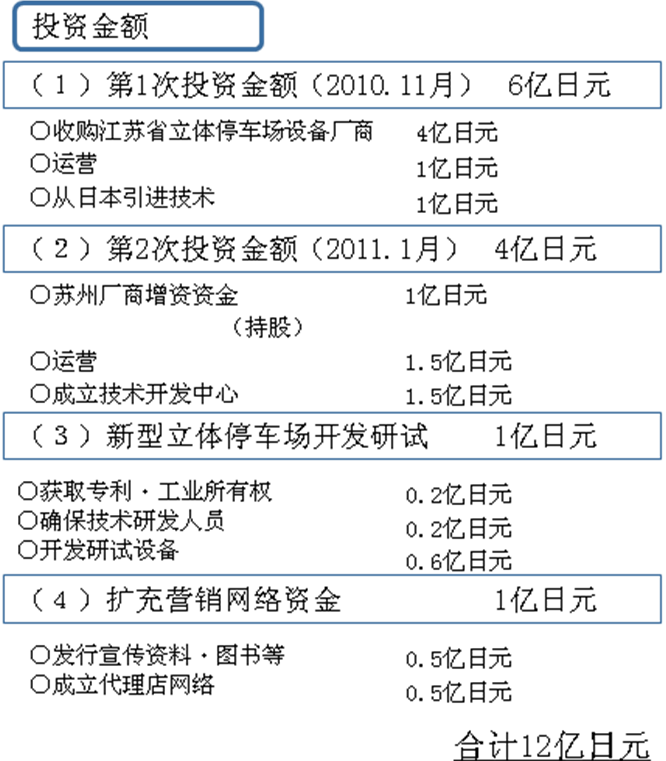 投资金额
（1）第1次投资金额（2010.11月） 6亿日元
○收购江苏省立体停车场设备厂商 4亿日元
○运营 1亿日元
○从日本引进技术 1亿日元
（2）第2次投资金额（2011.1月） 4亿日元
○苏州厂商增资资金 1亿日元
（持股）
○运营 1.5亿日元
○成立技术开发中心 1.5亿日元
（3）新型立体停车场开发研试 1亿日元
○获取专利・工业所有权 0.2亿日元
○确保技术研发人员 0.2亿日元
○开发研试设备 0.6亿日元
（4）扩充营销网络资金 1亿日元
○发行宣传资料・图书等 0.5亿日元
○成立代理店网络 0.5亿日元
合计12亿日元